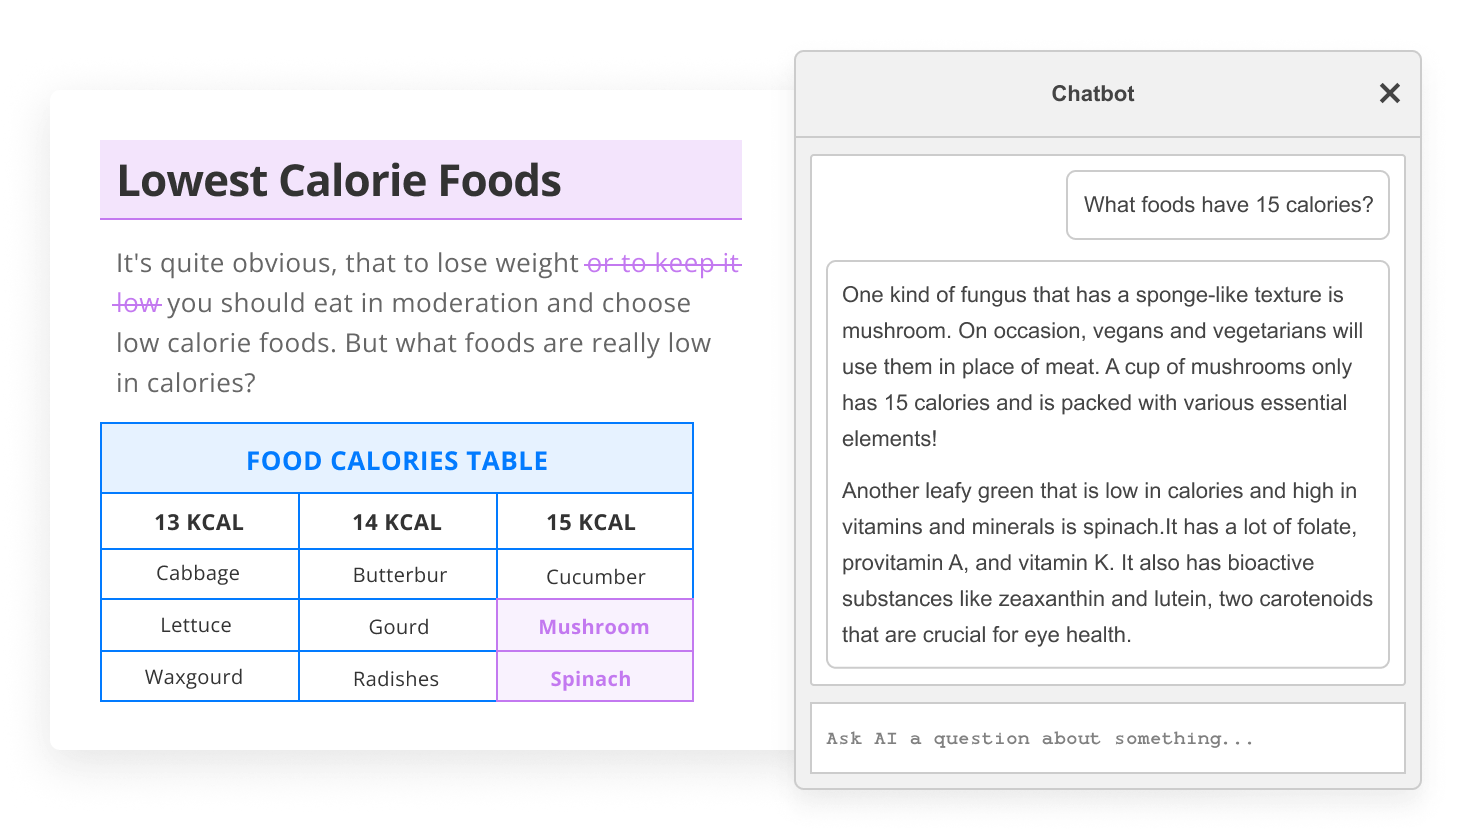 Lowest Calorie Foods
It's quite obvious, that to lose weight or to keep it
low you should eat in moderation and choose
low calorie foods. But what foods are really low
in calories?
FOOD CALORIES TABLE
13 KCAL 14 KCAL 15 KCAL
Cabbage Butterbur Cucumber
Lettuce Gourd Mushroom
Waxgourd Radishes Spinach
Chatbot
What foods have 15 calories?
One kind of fungus that has a sponge-like texture is
mushroom. On occasion, vegans and vegetarians will
use them in place of meat. A cup of mushrooms only
has 15 calories and is packed with various essential
elements!
Another leafy green that is low in calories and high in
vitamins and minerals is spinach.It has a lot of folate,
provitamin A, and vitamin K. It also has bioactive
substances like zeaxanthin and lutein, two carotenoids
that are crucial for eye health.
Ask AI a question about something...